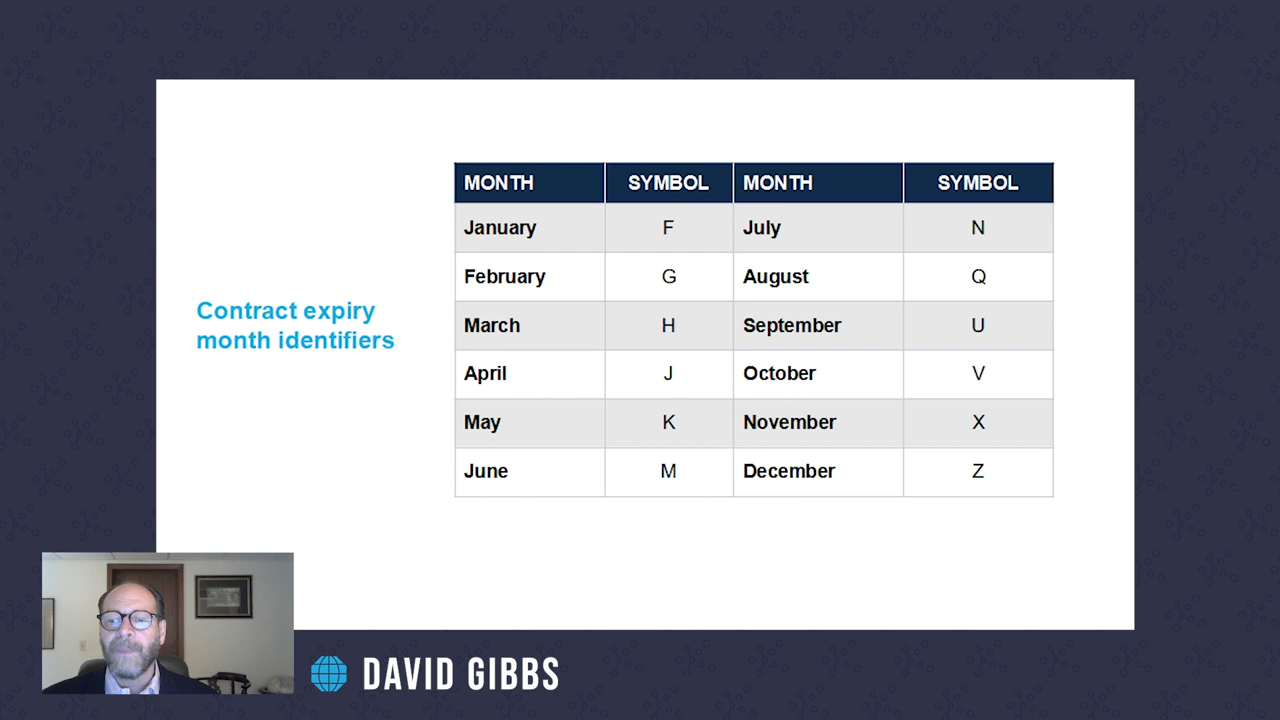 Contract expiry
month identifiers
MONTH SYMBOL MONTH SYMBOL
January F July N
February G August Q
March H September U
April J October V
May K November X
June M December Z
DAVID GIBBS